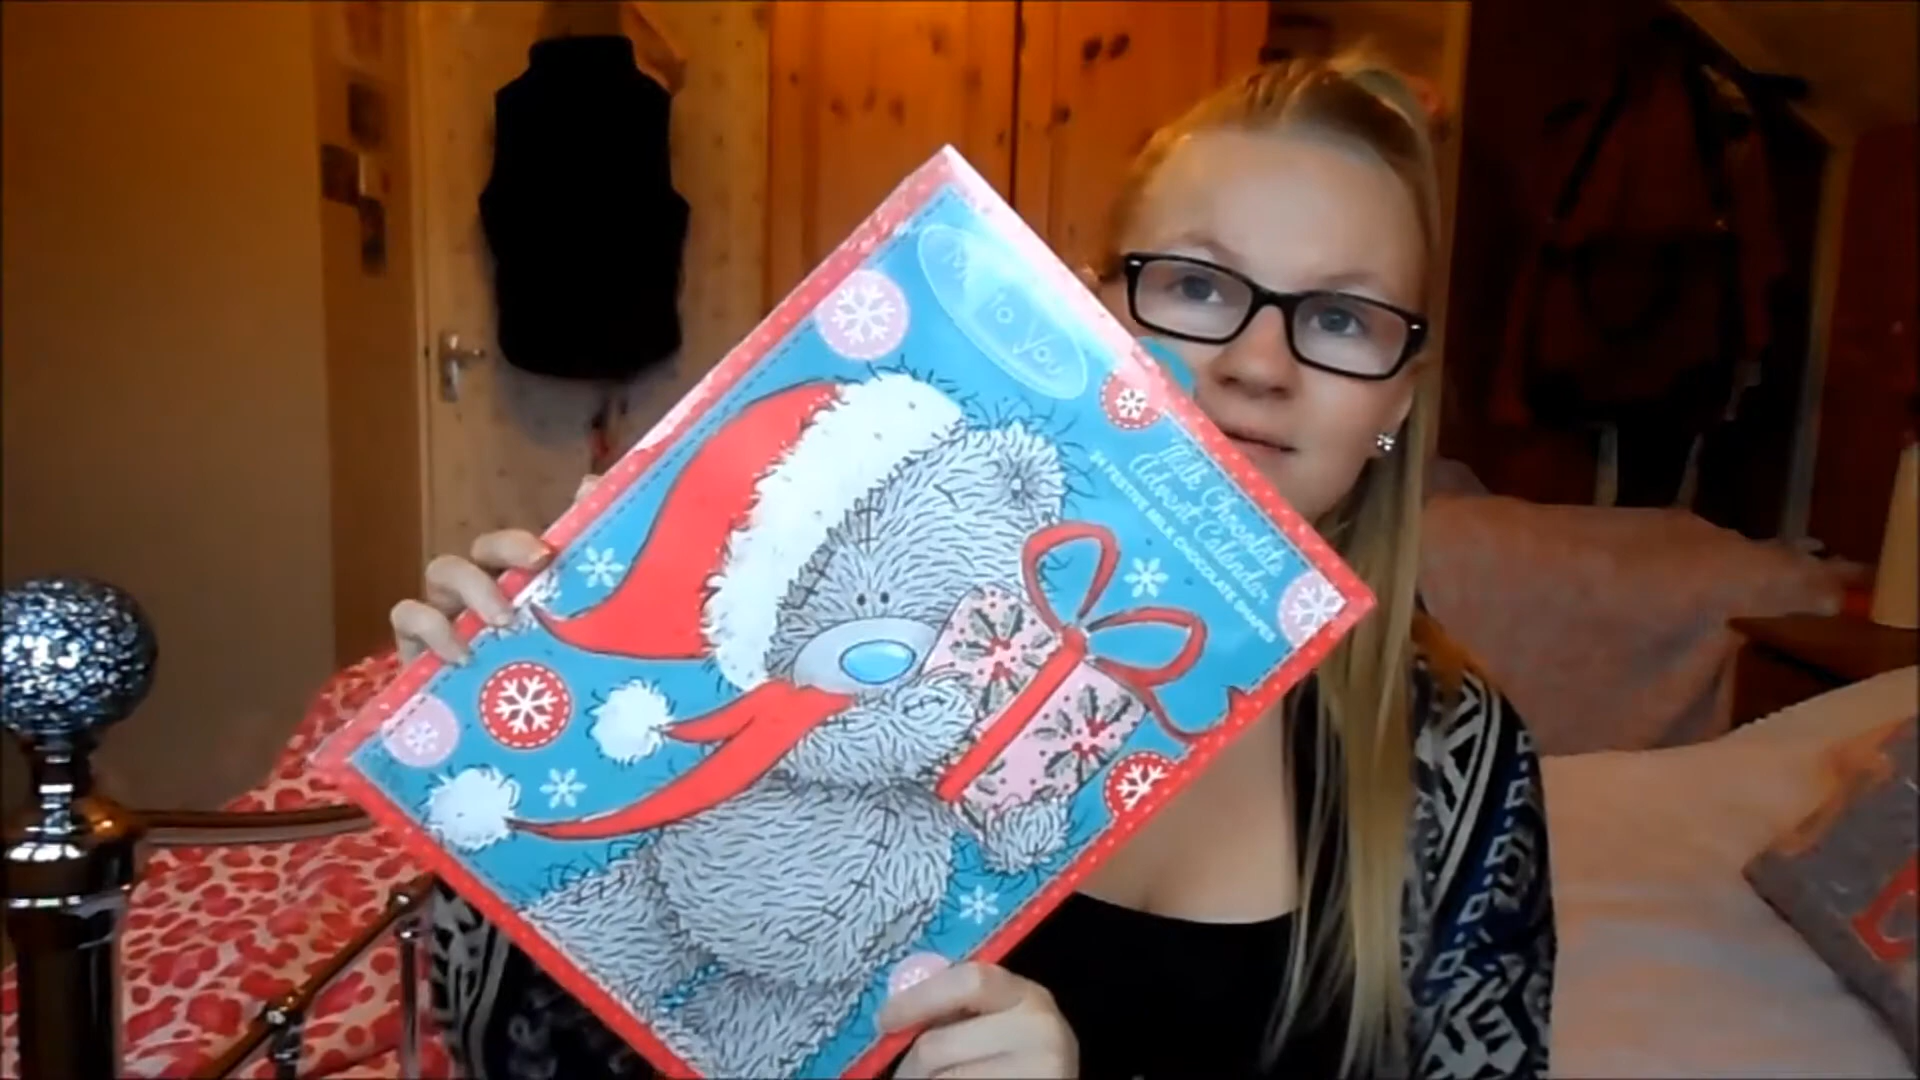 Me to You
Milk Chocolate
Advent Calendar
24 FESTIVE MILK CHOCOLATE SHAPES